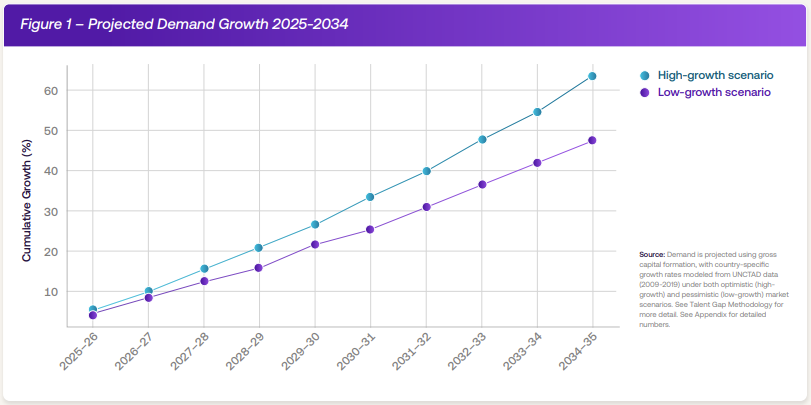 Figure 1 – Projected Demand Growth 2025-2034
High-growth scenario
Low-growth scenario
Cumulative Growth (%)
60
50
40
30
20
10
2025–26
2026–27
2027–28
2028–29
2029–30
2030–31
2031–32
2032–33
2033–34
2034–35
Source: Demand is projected using gross
capital formation, with country-specific
growth rates modeled from UNCTAD data
(2009-2019) under both optimistic (high-
growth) and pessimistic (low-growth) market
scenarios. See Talent Gap Methodology for
more detail. See Appendix for detailed
numbers.